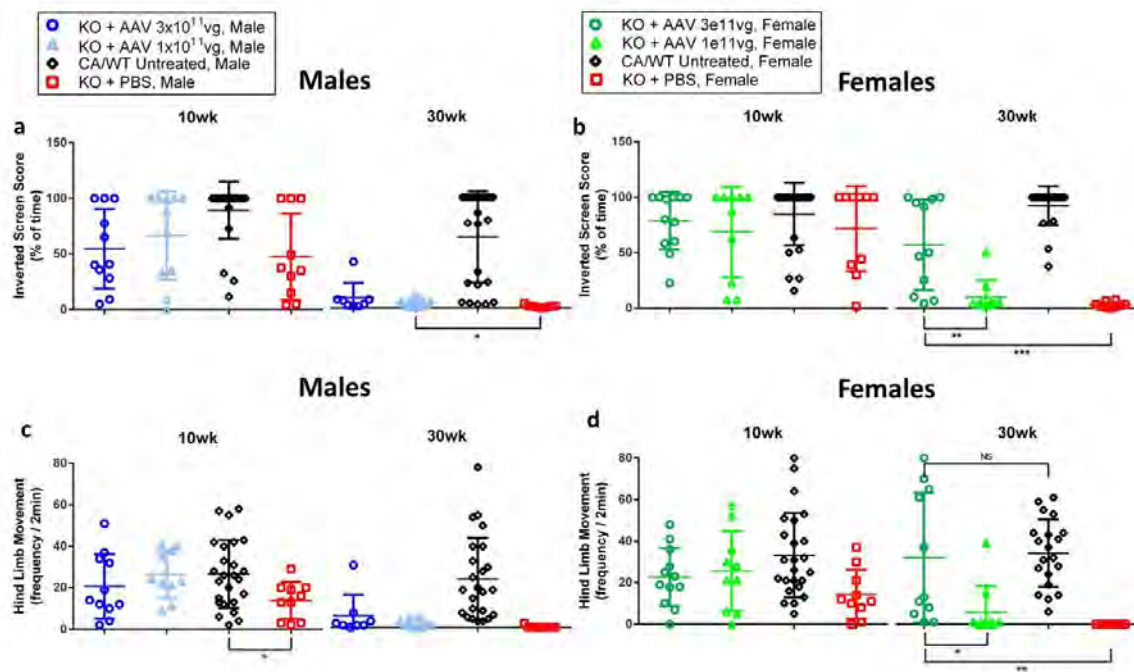 KO + AAV 3x10¹¹vg, Male
KO + AAV 1x10¹¹vg, Male
CA/WT Untreated, Male
KO + PBS, Male
KO + AAV 3e11vg, Female
KO + AAV 1e11vg, Female
CA/WT Untreated, Female
KO + PBS, Female
Males
Females
a
10wk
30wk
Inverted Screen Score
(% of time)
150
100
50
0
*
b
10wk
30wk
Inverted Screen Score
(% of time)
150
100
50
0
**
***
Males
Females
c
10wk
30wk
Hind Limb Movement
(frequency / 2min)
80
60
40
20
0
*
d
10wk
30wk
Hind Limb Movement
(frequency / 2min)
80
60
40
20
0
NS
*
**